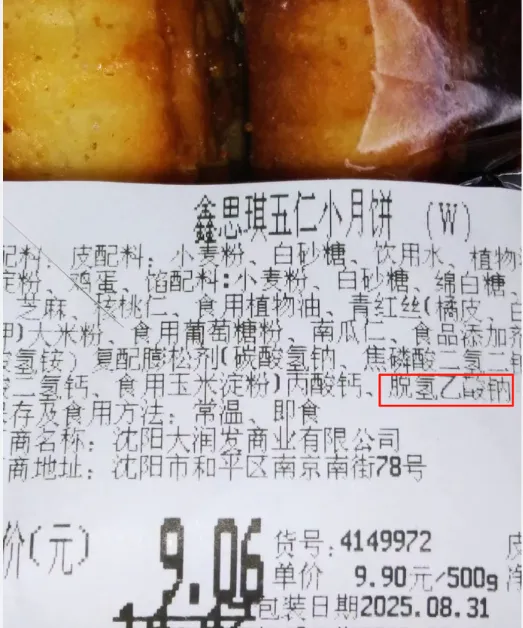 鑫思琪五仁小月饼 (W)
配料：皮配料：小麦粉、白砂糖、饮用水、植物
淀粉、鸡蛋、馅配料：小麦粉、白砂糖、绵白糖、
芝麻、核桃仁、食用植物油、青红丝(橘皮、白
)大米粉、食用葡萄糖粉、南瓜仁、食品添加剂
酸氢铵）复配膨松剂(碳酸氢钠、焦磷酸二氢二钠
酸二氢钙、食用玉米淀粉)丙酸钙、脱氢乙酸钠
保存及食用方法：常温、即食
商名称：沈阳大润发商业有限公司
商地址：沈阳市和平区南京南街78号
价(元)
9.06
货号：4149972
单价 9.90元/500g
包装日期2025.08.31